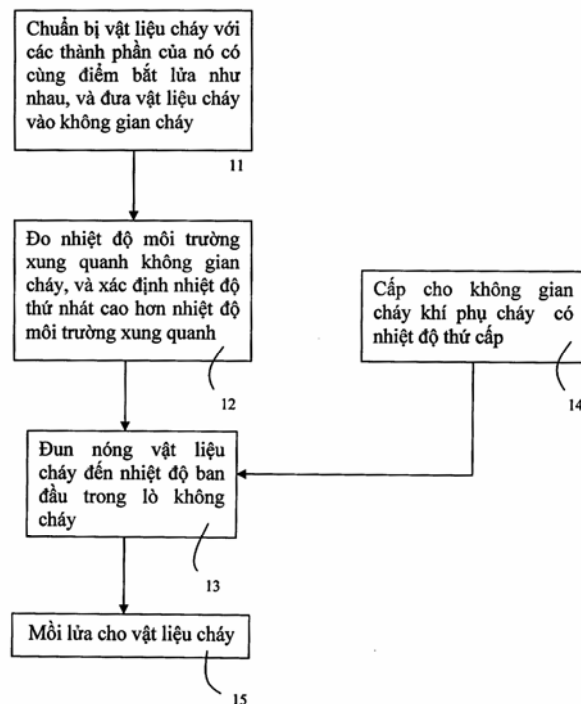 Chuẩn bị vật liệu cháy với
các thành phần của nó có
cùng điểm bắt lửa như
nhau, và đưa vật liệu cháy
vào không gian cháy
11
Đo nhiệt độ môi trường
xung quanh không gian
cháy, và xác định nhiệt độ
thứ nhất cao hơn nhiệt độ
môi trường xung quanh
12
Cấp cho không gian
cháy khí phụ cháy có
nhiệt độ thứ cấp
14
Đun nóng vật liệu
cháy đến nhiệt độ ban
đầu trong lò không
cháy
13
Mồi lửa cho vật liệu cháy
15